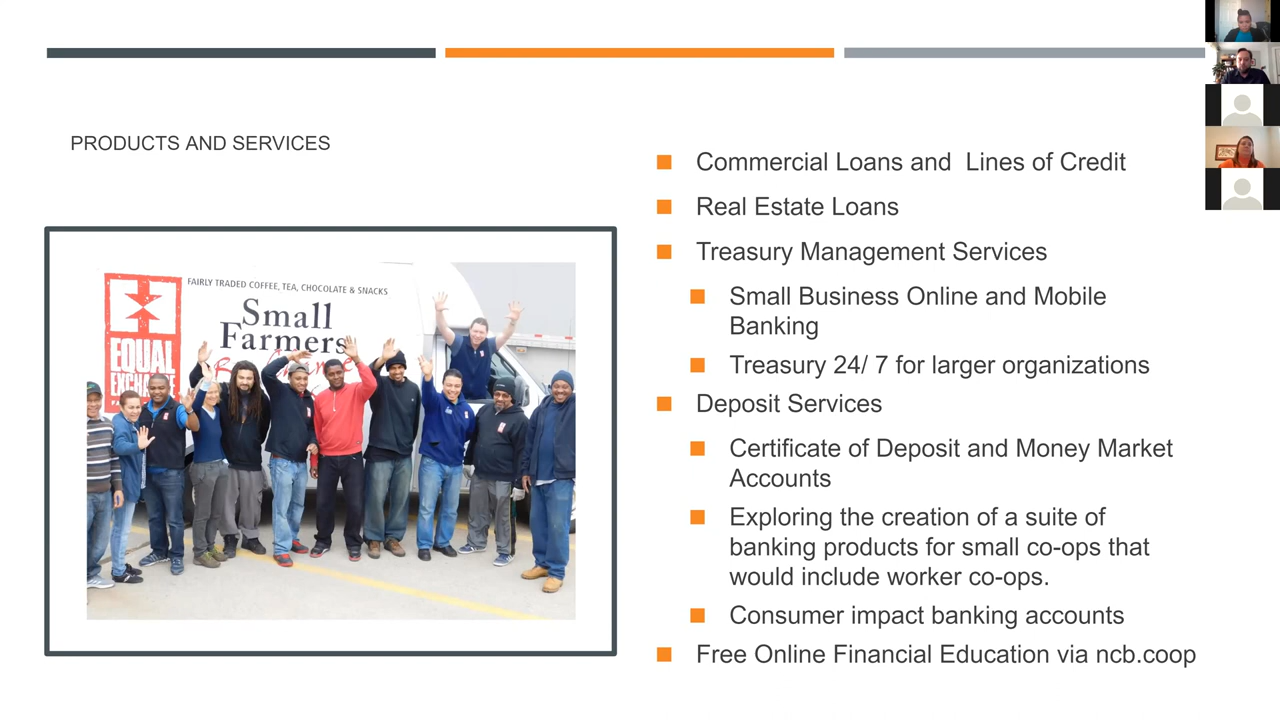 PRODUCTS AND SERVICES
FAIRLY TRADED COFFEE, TEA, CHOCOLATE & SNACKS
Small
Farmers
EQUAL
EXCHANGE
Commercial Loans and  Lines of Credit
Real Estate Loans
Treasury Management Services
Small Business Online and Mobile
Banking
Treasury 24/ 7 for larger organizations
Deposit Services
Certificate of Deposit and Money Market
Accounts
Exploring the creation of a suite of
banking products for small co-ops that
would include worker co-ops.
Consumer impact banking accounts
Free Online Financial Education via ncb.coop